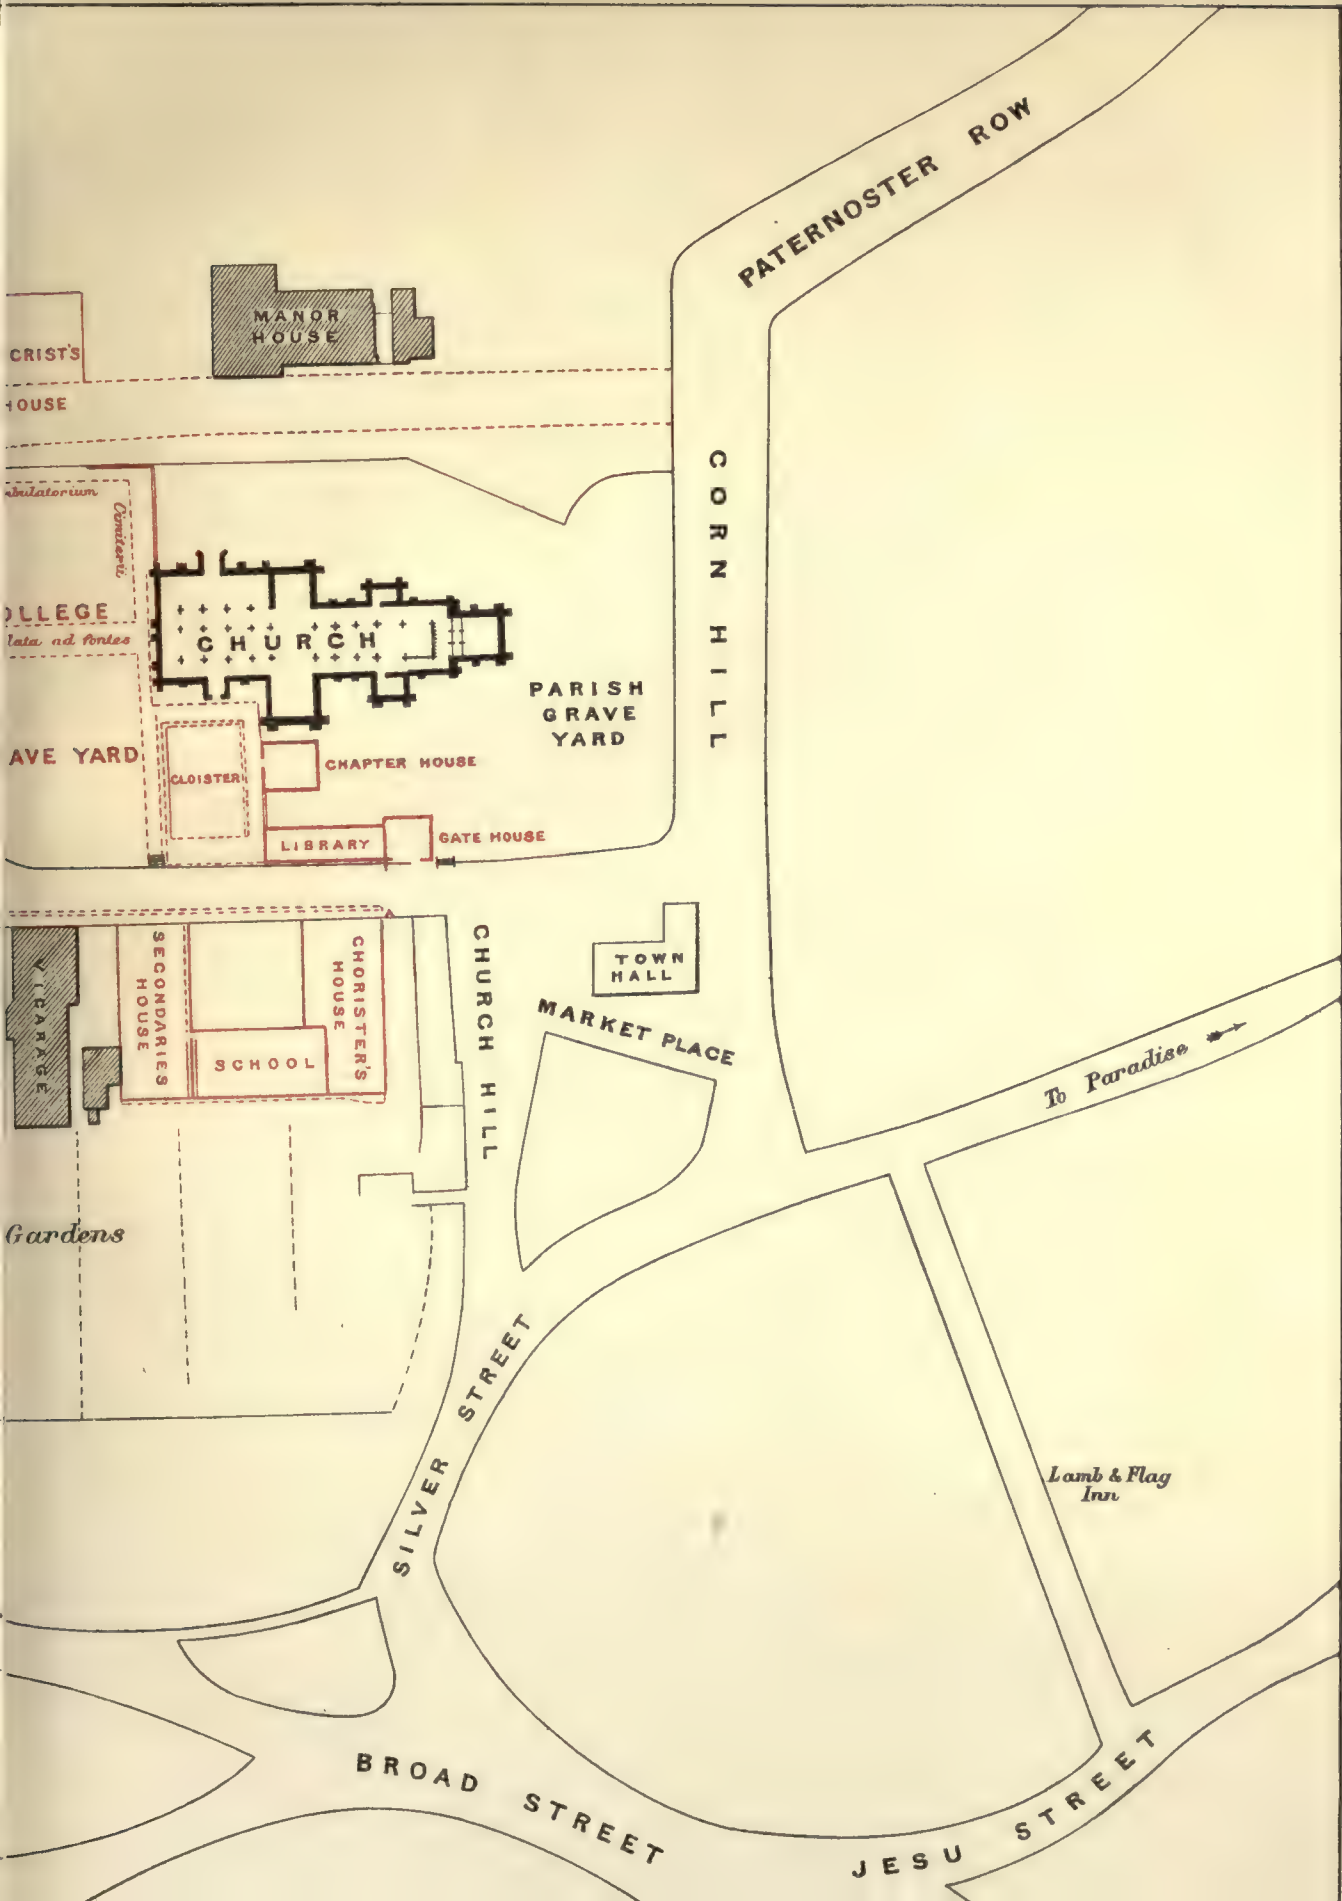 PATERNOSTER ROW
MANOR
HOUSE
CRIST'S
HOUSE
CORN HILL
Cimiterii
CHURCH
lata ad fontes
PARISH
GRAVE
YARD
AVE YARD
CLOISTER
CHAPTER HOUSE
LIBRARY
GATE HOUSE
VICARAGE
SECONDARIES
HOUSE
CHORISTER'S
HOUSE
SCHOOL
CHURCH HILL
TOWN
HALL
MARKET PLACE
To Paradise
Gardens
SILVER STREET
Lamb & Flag
Inn
BROAD STREET
JESU STREET